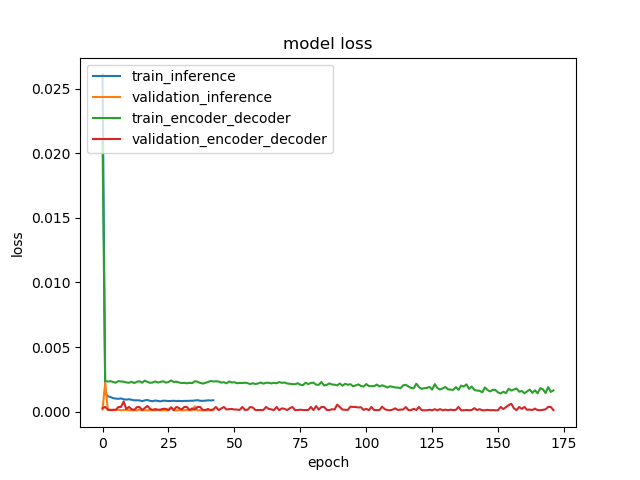 model loss
train_inference
validation_inference
train_encoder_decoder
validation_encoder_decoder
0.025
0.020
0.015
0.010
0.005
0.000
loss
0 25 50 75 100 125 150 175
epoch